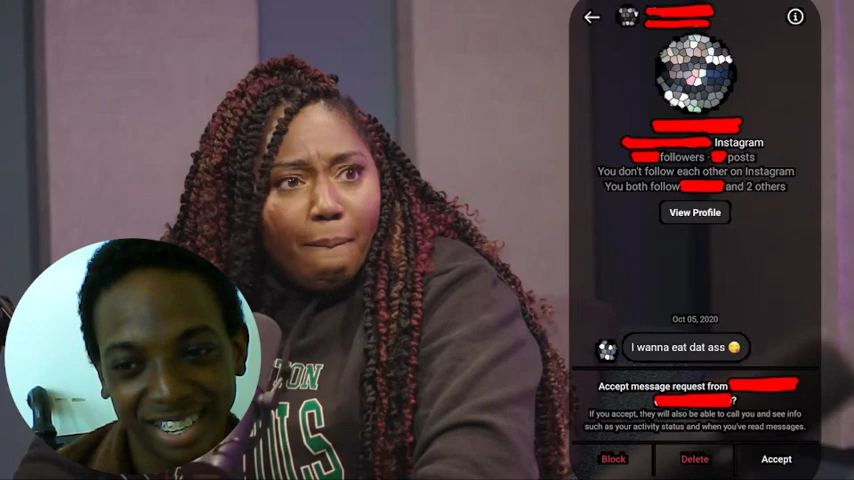 Instagram
followers · posts
You don't follow each other on Instagram
You both follow and 2 others
View Profile
Oct 05, 2020
I wanna eat dat ass 😋
Accept message request from
?
If you accept, they will also be able to call you and see info
such as your activity status and when you've read messages.
Block Delete Accept